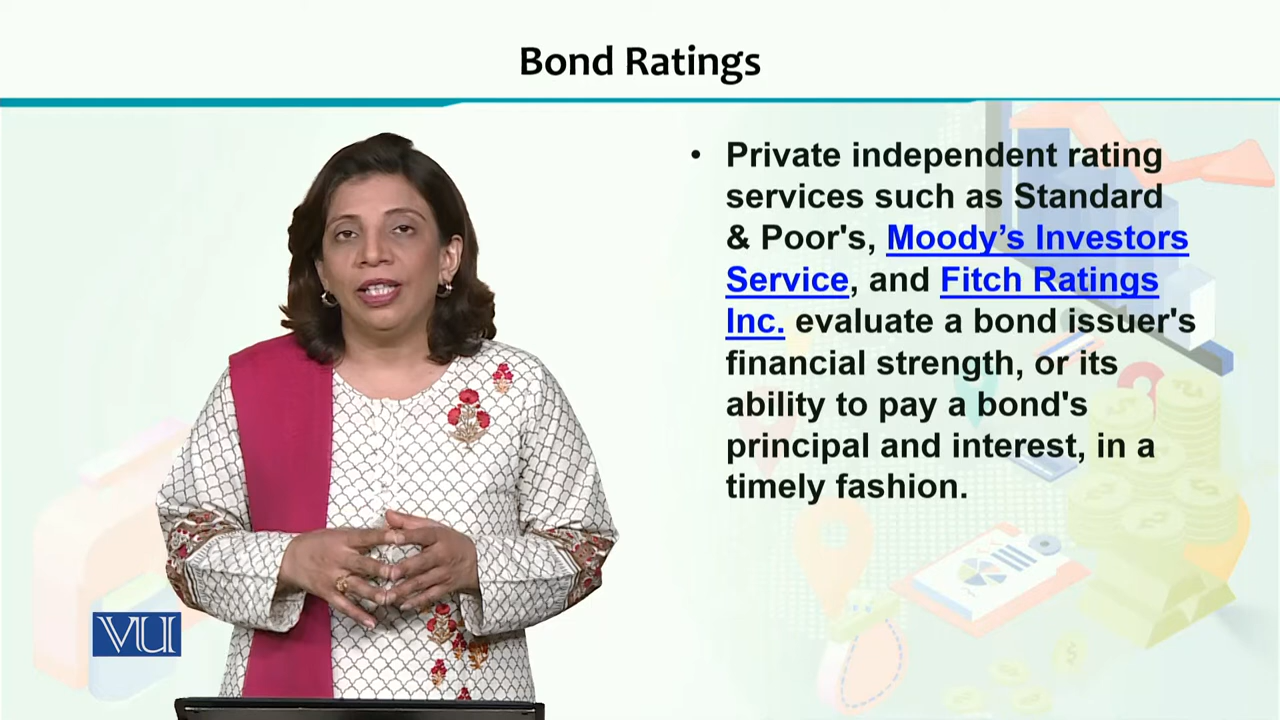 Bond Ratings
• Private independent rating
services such as Standard
& Poor's, Moody’s Investors
Service, and Fitch Ratings
Inc. evaluate a bond issuer's
financial strength, or its
ability to pay a bond's
principal and interest, in a
timely fashion.
VU